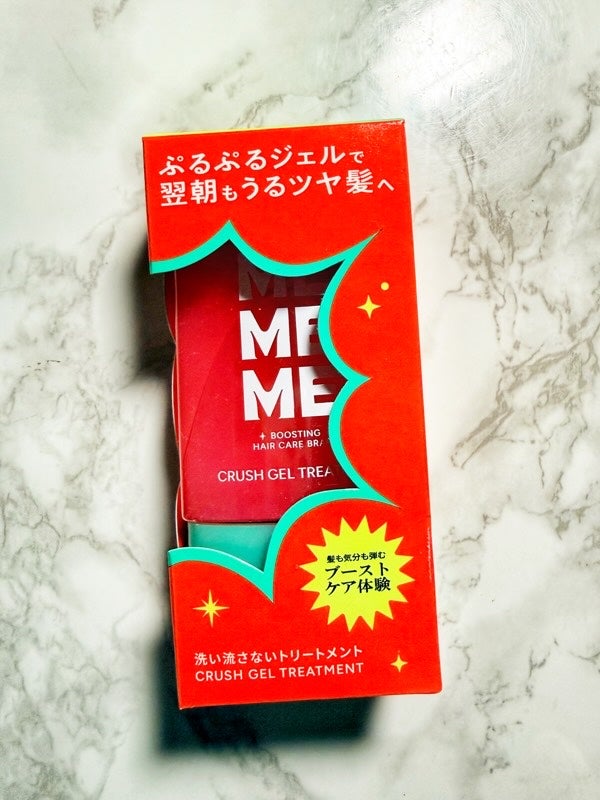 ぷるぷるジェルで
翌朝もうるツヤ髪へ
ME
ME
ME
+ BOOSTING
HAIR CARE BRA
CRUSH GEL TREA
髪も気分も弾む
ブースト
ケア体験
洗い流さないトリートメント
CRUSH GEL TREATMENT